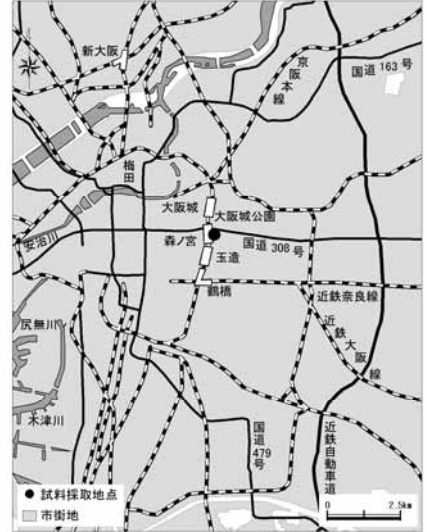 新大阪
京阪本線
国道 163 号
梅田
大阪城
大阪城公園
安治川
森ノ宮
国道 308 号
玉造
鶴橋
近鉄奈良線
近鉄大阪線
尻無川
木津川
国道479号
近鉄自動車道
● 試料採取地点
市街地
0 2.5km